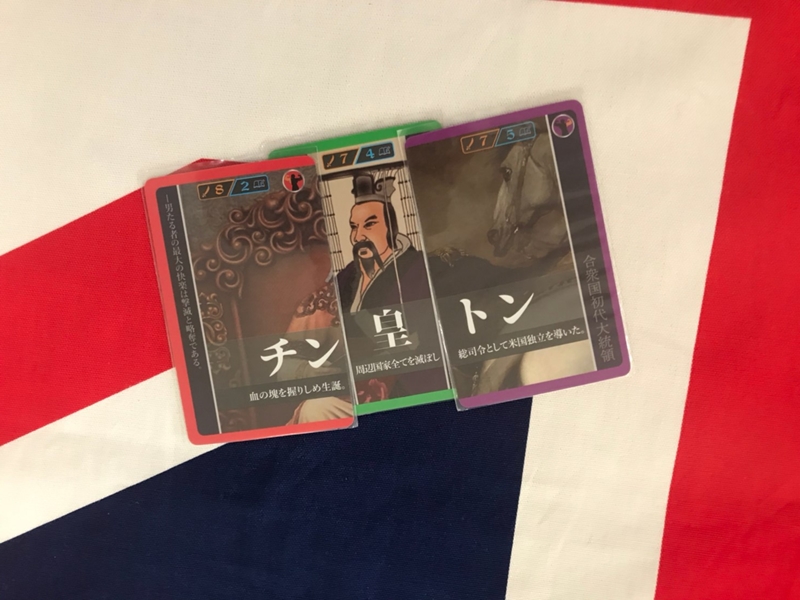 8 2
ー男たる者の最大の快楽は撃滅と略奪である。
チン
血の塊を握りしめ生誕。
7 4
皇
周辺国家全てを滅ぼし
7 5
トン
総司令として米国独立を導いた。
合衆国初代大統領